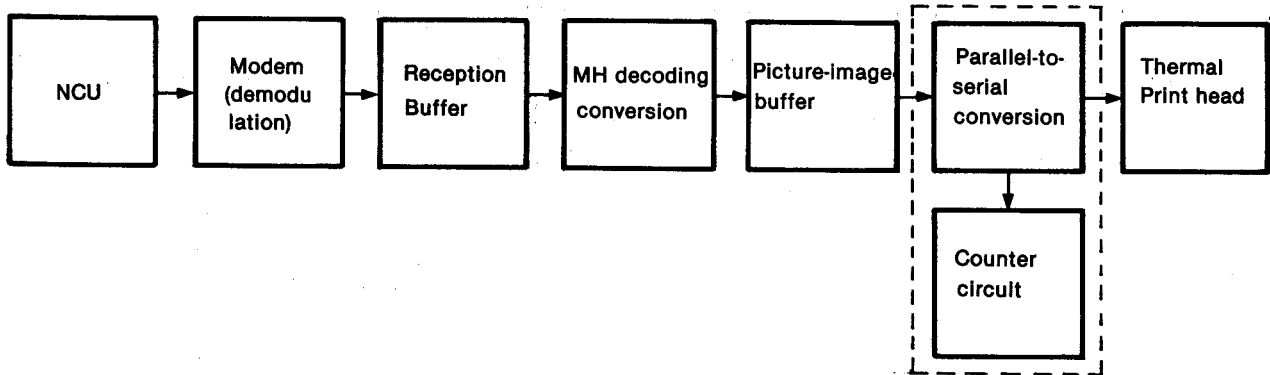 NCU
Modem
(demodu
lation)
Reception
Buffer
MH decoding
conversion
Picture-image
buffer
Parallel-to-
serial
conversion
Thermal
Print head
Counter
circuit